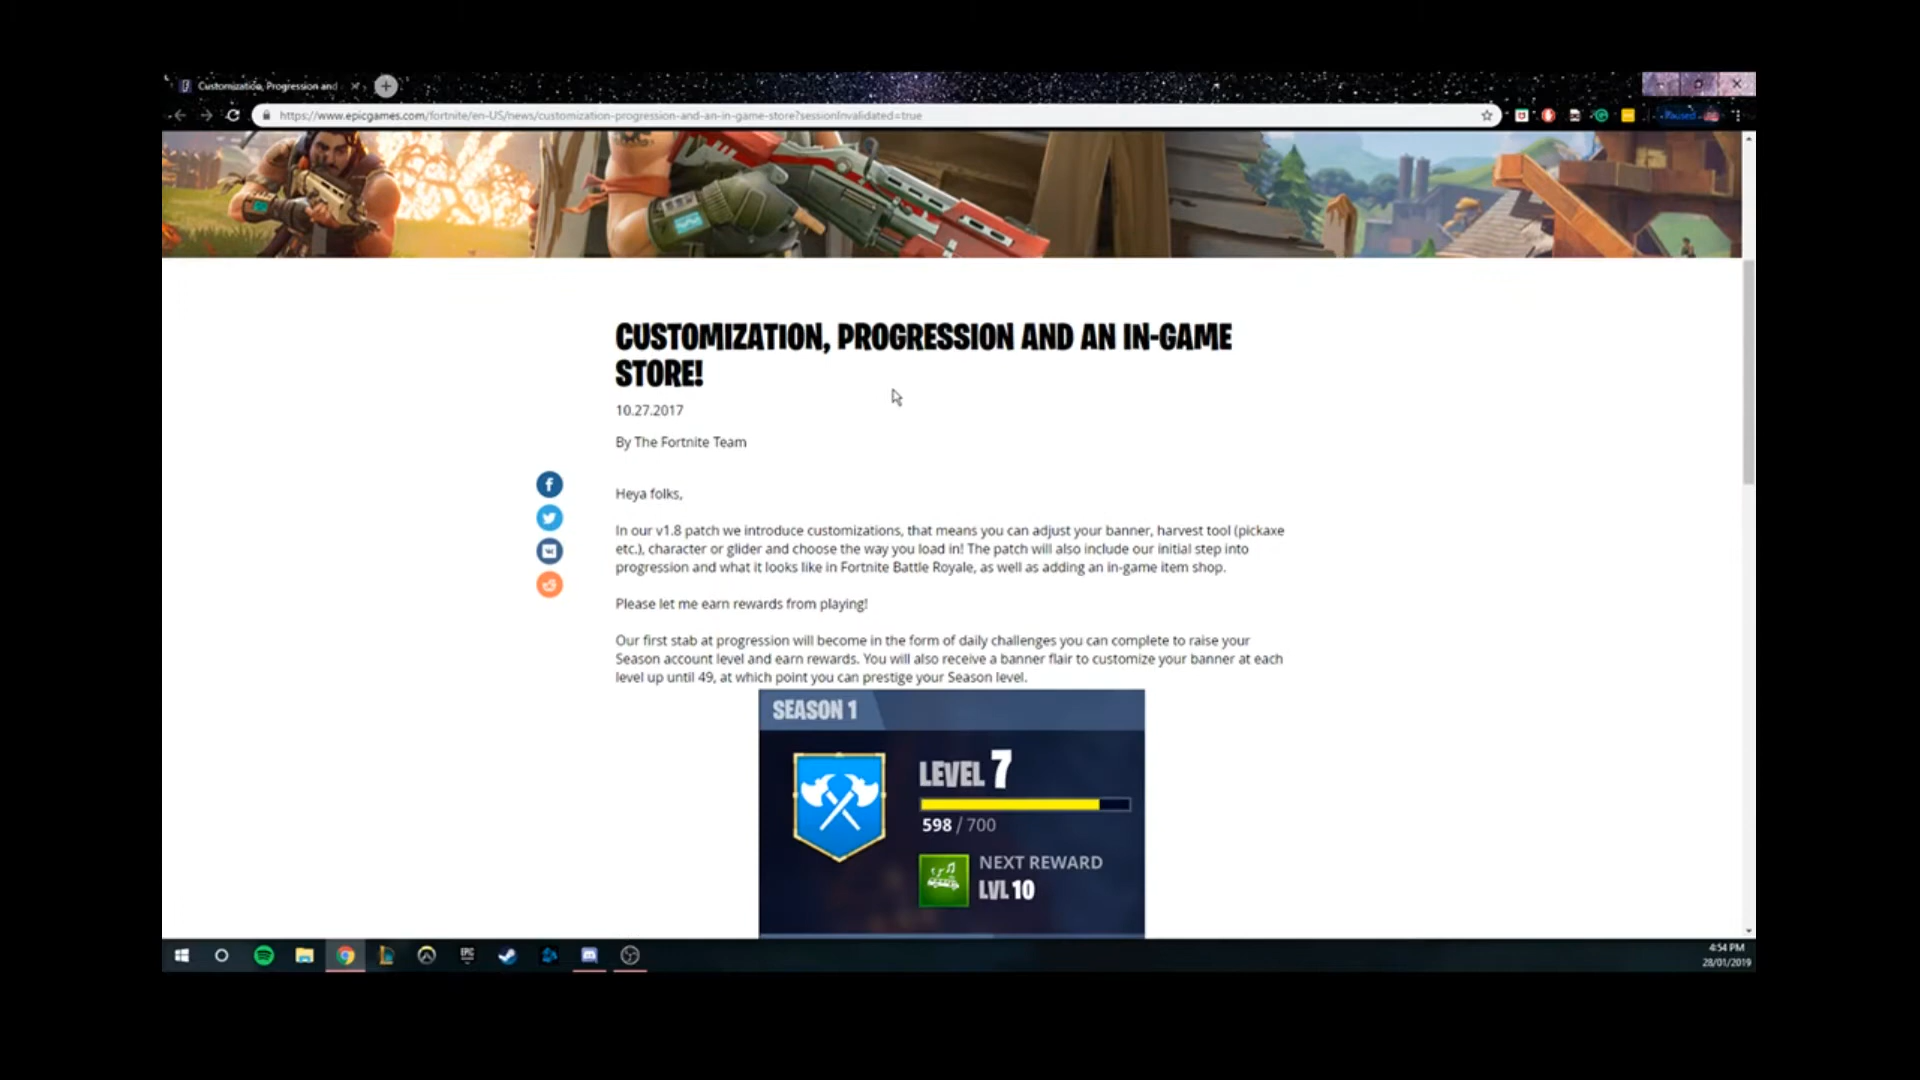 Customization, Progression and
https://www.epicgames.com/fortnite/en-US/news/customization-progression-and-an-in-game-store?sessionInvalidated=true
Paused
CUSTOMIZATION, PROGRESSION AND AN IN-GAME
STORE!
10.27.2017
By The Fortnite Team
Heya folks,
In our v1.8 patch we introduce customizations, that means you can adjust your banner, harvest tool (pickaxe
etc.), character or glider and choose the way you load in! The patch will also include our initial step into
progression and what it looks like in Fortnite Battle Royale, as well as adding an in-game item shop.
Please let me earn rewards from playing!
Our first stab at progression will become in the form of daily challenges you can complete to raise your
Season account level and earn rewards. You will also receive a banner flair to customize your banner at each
level up until 49, at which point you can prestige your Season level.
SEASON 1
LEVEL 7
598 / 700
NEXT REWARD
LVL 10
EPIC
4:54 PM
28/01/2019